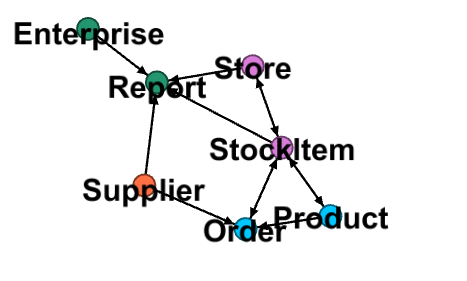 Enterprise
Store
Report
StockItem
Supplier
Product
Order